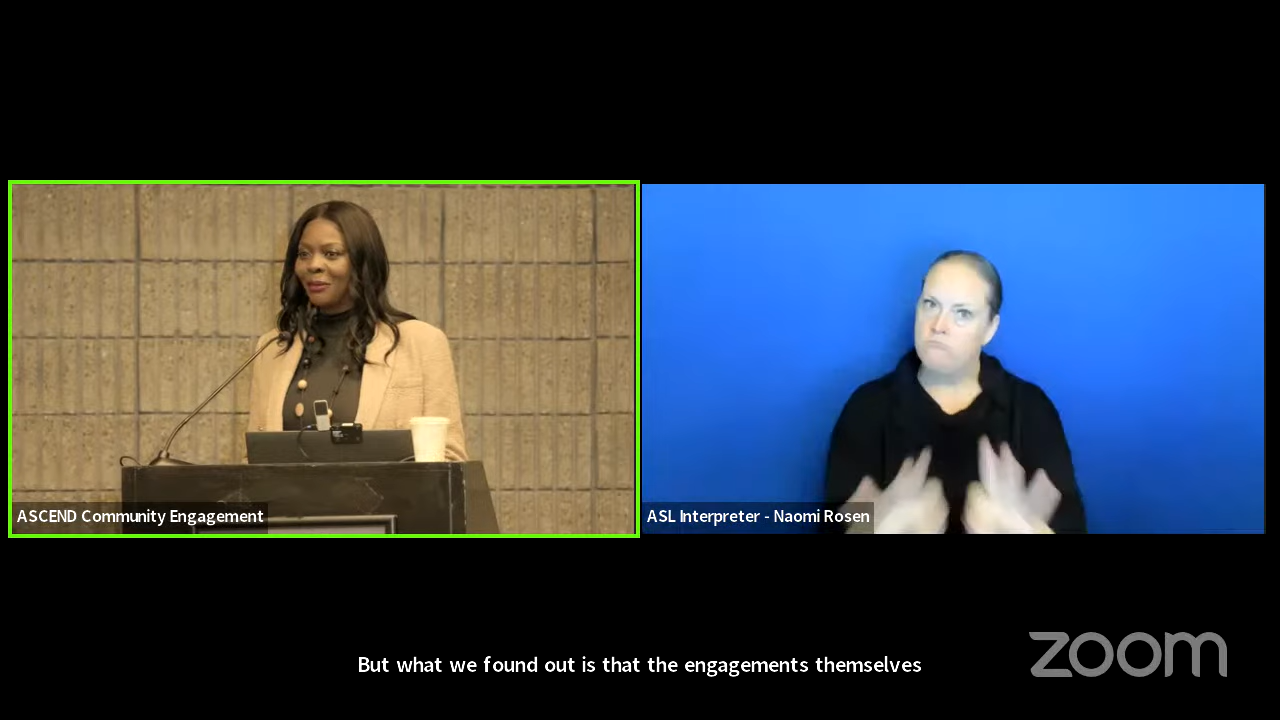 ASCEND Community Engagement
ASL Interpreter - Naomi Rosen
But what we found out is that the engagements themselves
zoom